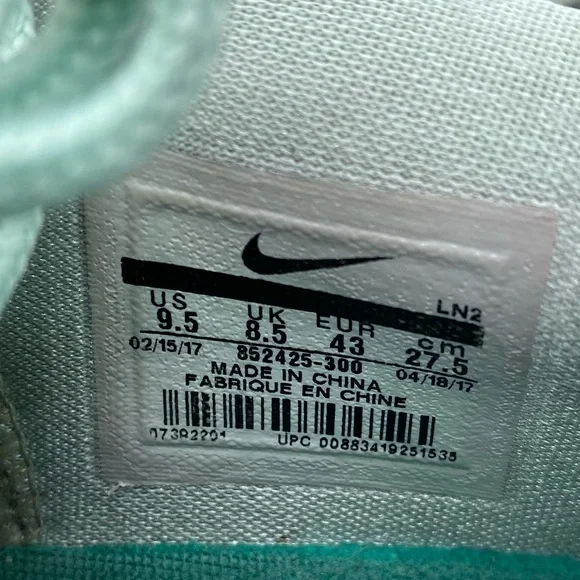 LN2
US UK EUR cm
9.5 8.5 43 27.5
02/15/17 852425-300 04/18/17
MADE IN CHINA
FABRIQUE EN CHINE
UPC 00883419251535